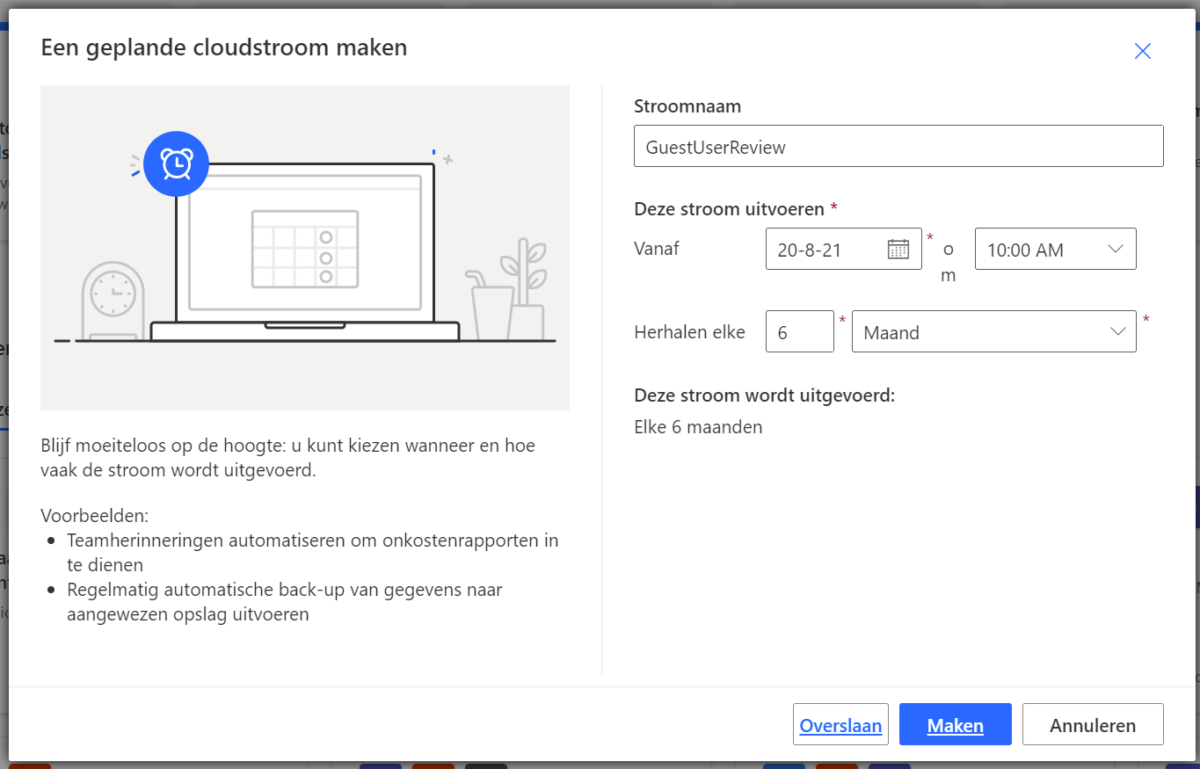 Een geplande cloudstroom maken
Blijf moeiteloos op de hoogte: u kunt kiezen wanneer en hoe
vaak de stroom wordt uitgevoerd.
Voorbeelden:
Teamherinneringen automatiseren om onkostenrapporten in
te dienen
Regelmatig automatische back-up van gegevens naar
aangewezen opslag uitvoeren
Stroomnaam
GuestUserReview
Deze stroom uitvoeren *
Vanaf 20-8-21 * o 10:00 AM
m
Herhalen elke 6 * Maand *
Deze stroom wordt uitgevoerd:
Elke 6 maanden
Overslaan Maken Annuleren